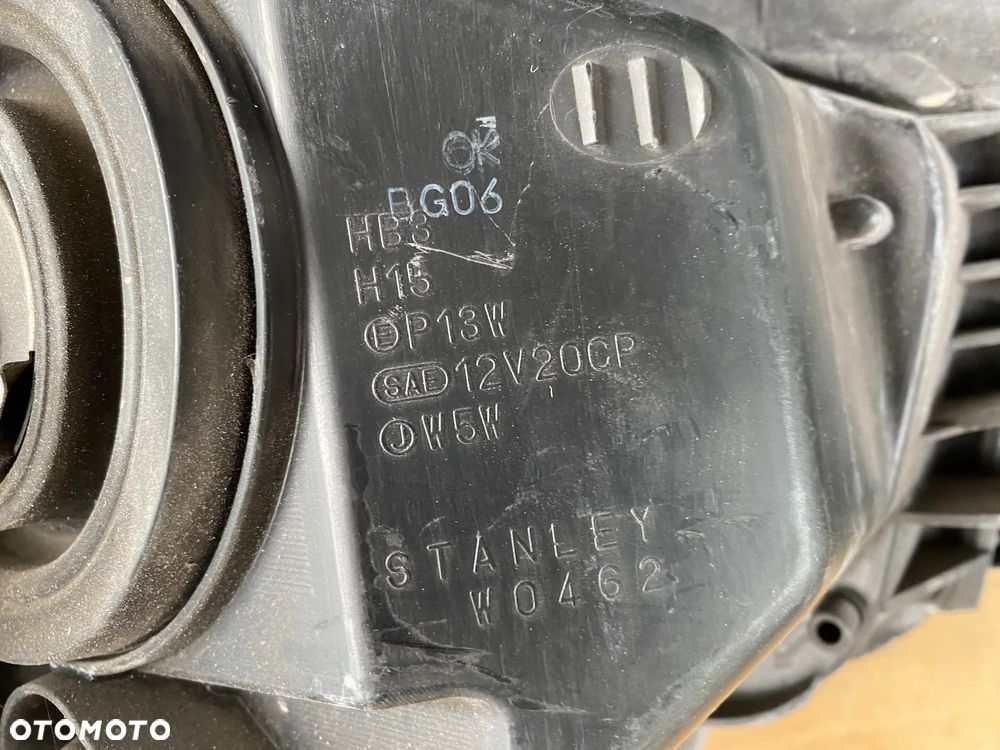 OK
BG06
HB3
H15
E P13W
SAE 12V20CP
J W5W
STANLEY
W0462
OTOMOTO